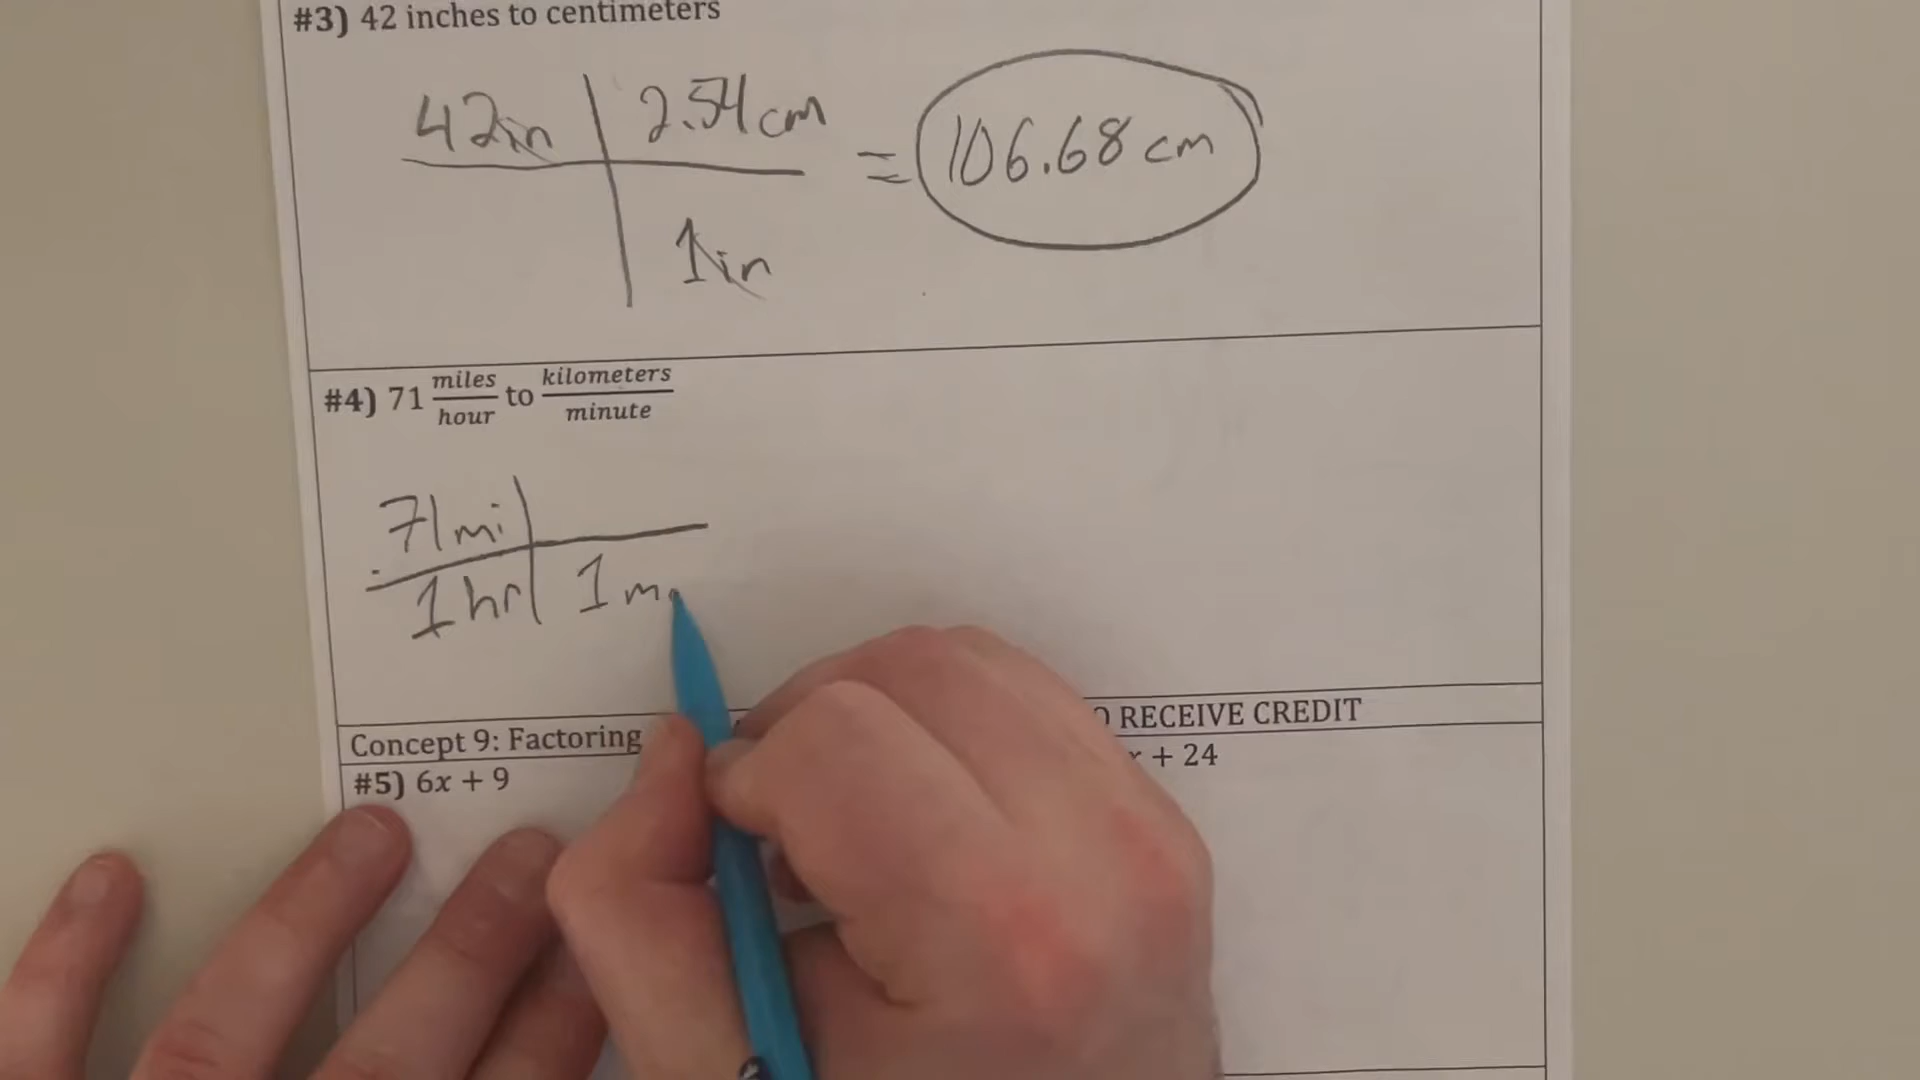 #3) 42 inches to centimeters
42in 2.54cm
= 106.68 cm
1in
#4) 71 miles/hour to kilometers/minute
71mi
1hr 1m
Concept 9: Factoring RECEIVE CREDIT
#5) 6x + 9 + 24